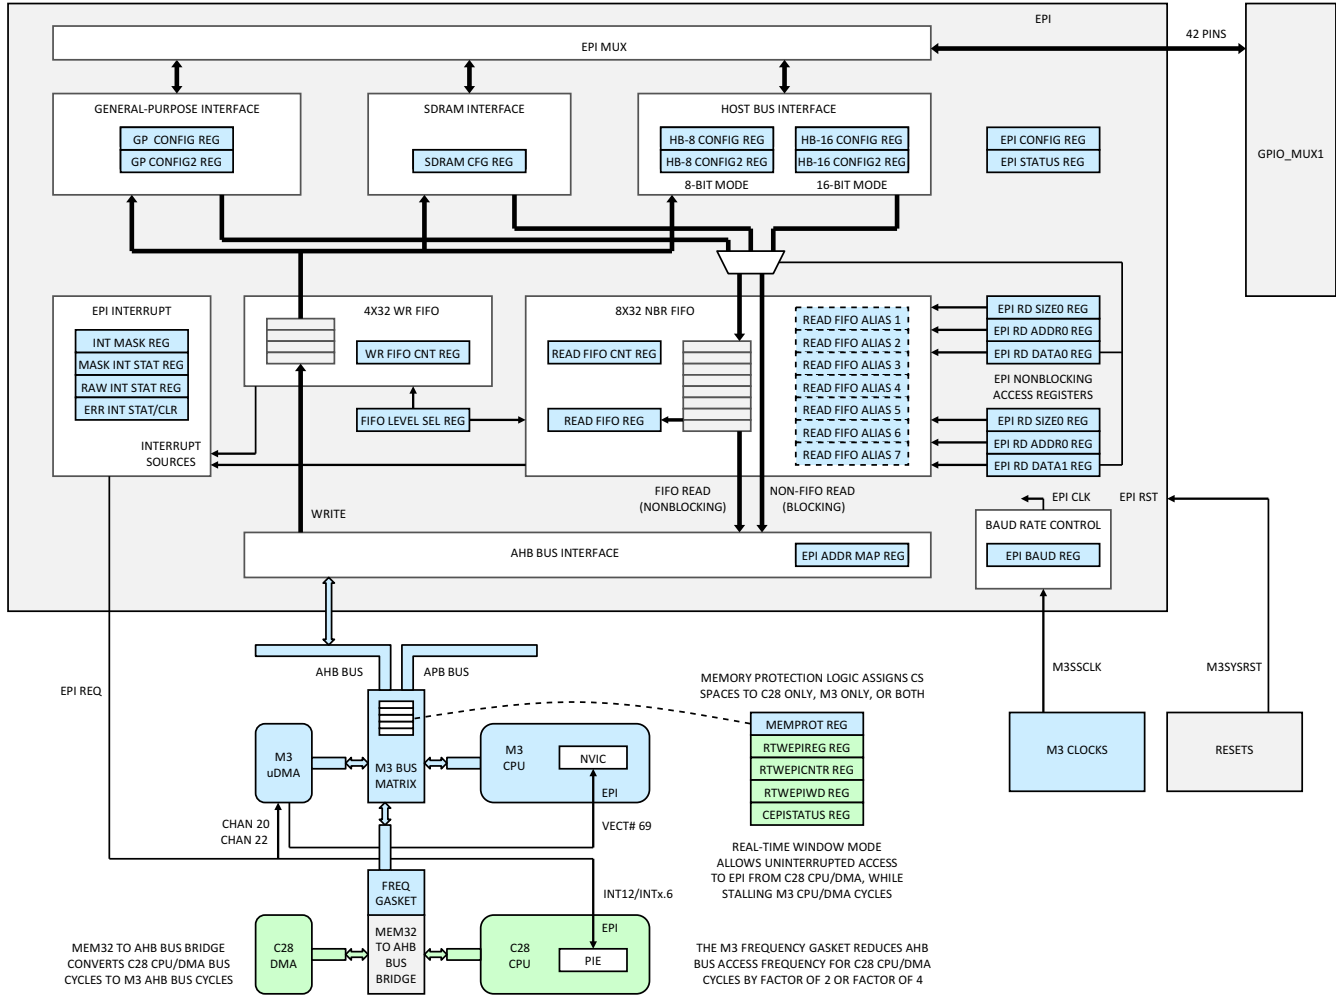 EPI
42 PINS
EPI MUX
GENERAL-PURPOSE INTERFACE
SDRAM INTERFACE
HOST BUS INTERFACE
GP CONFIG REG
GP CONFIG2 REG
SDRAM CFG REG
HB-8 CONFIG REG
HB-8 CONFIG2 REG
8-BIT MODE
HB-16 CONFIG REG
HB-16 CONFIG2 REG
16-BIT MODE
EPI CONFIG REG
EPI STATUS REG
GPIO_MUX1
EPI INTERRUPT
INT MASK REG
MASK INT STAT REG
RAW INT STAT REG
ERR INT STAT/CLR
INTERRUPT
SOURCES
4X32 WR FIFO
WR FIFO CNT REG
FIFO LEVEL SEL REG
8X32 NBR FIFO
READ FIFO CNT REG
READ FIFO REG
READ FIFO ALIAS 1
READ FIFO ALIAS 2
READ FIFO ALIAS 3
READ FIFO ALIAS 4
READ FIFO ALIAS 5
READ FIFO ALIAS 6
READ FIFO ALIAS 7
EPI RD SIZE0 REG
EPI RD ADDR0 REG
EPI RD DATA0 REG
EPI NONBLOCKING
ACCESS REGISTERS
EPI RD SIZE0 REG
EPI RD ADDR0 REG
EPI RD DATA1 REG
WRITE
FIFO READ
(NONBLOCKING)
NON-FIFO READ
(BLOCKING)
EPI CLK
EPI RST
BAUD RATE CONTROL
EPI BAUD REG
AHB BUS INTERFACE
EPI ADDR MAP REG
AHB BUS
APB BUS
M3SSCLK
M3SYSRST
EPI REQ
MEMORY PROTECTION LOGIC ASSIGNS CS
SPACES TO C28 ONLY, M3 ONLY, OR BOTH
MEMPROT REG
RTWEPIREG REG
RTWEPICNTR REG
RTWEPIWD REG
CEPISTATUS REG
M3 CLOCKS
RESETS
M3
uDMA
M3 BUS
MATRIX
M3
CPU
NVIC
EPI
CHAN 20
CHAN 22
VECT# 69
REAL-TIME WINDOW MODE
ALLOWS UNINTERRUPTED ACCESS
TO EPI FROM C28 CPU/DMA, WHILE
STALLING M3 CPU/DMA CYCLES
FREQ
GASKET
INT12/INTx.6
MEM32 TO AHB BUS BRIDGE
CONVERTS C28 CPU/DMA BUS
CYCLES TO M3 AHB BUS CYCLES
C28
DMA
MEM32
TO AHB
BUS
BRIDGE
C28
CPU
EPI
PIE
THE M3 FREQUENCY GASKET REDUCES AHB
BUS ACCESS FREQUENCY FOR C28 CPU/DMA
CYCLES BY FACTOR OF 2 OR FACTOR OF 4